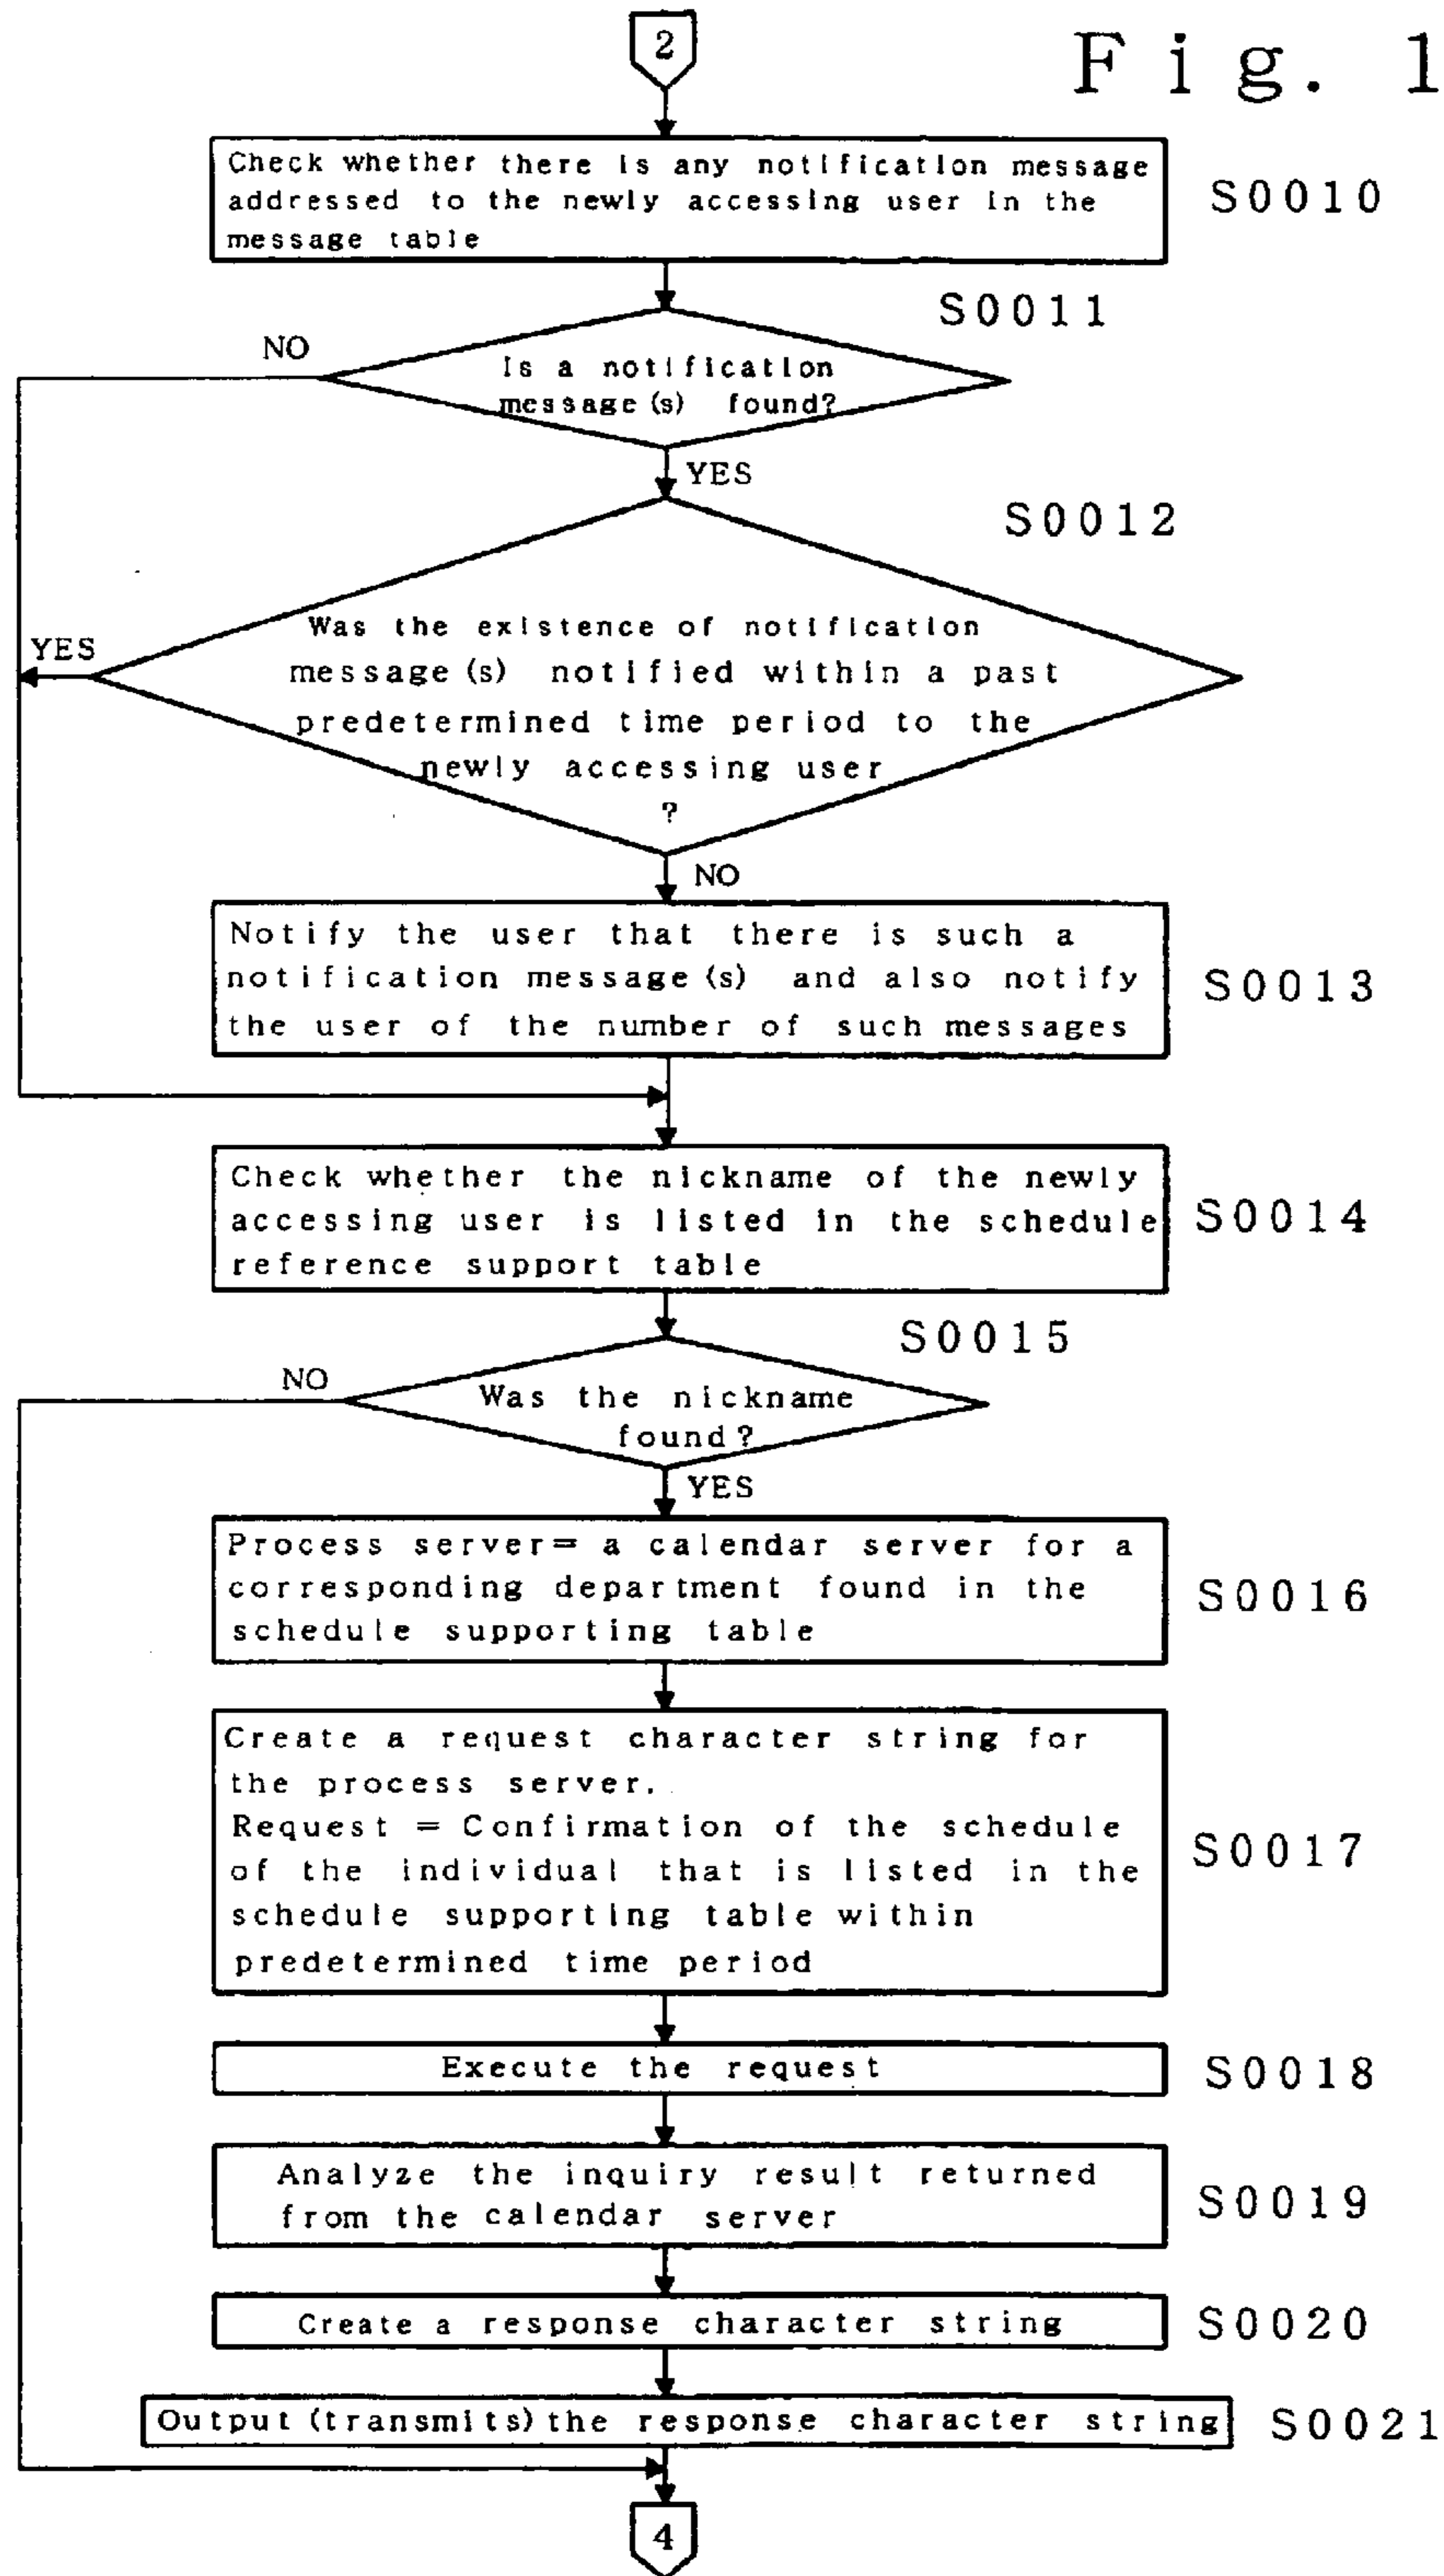 2
Fig. 1
Check whether there is any notification message
addressed to the newly accessing user in the
message table
S0010
S0011
NO
Is a notification
message(s) found?
YES
S0012
YES
Was the existence of notification
message(s) notified within a past
predetermined time period to the
newly accessing user
?
NO
Notify the user that there is such a
notification message(s) and also notify
the user of the number of such messages
S0013
Check whether the nickname of the newly
accessing user is listed in the schedule
reference support table
S0014
S0015
NO
Was the nickname
found?
YES
Process server= a calendar server for a
corresponding department found in the
schedule supporting table
S0016
Create a request character string for
the process server.
Request = Confirmation of the schedule
of the individual that is listed in the
schedule supporting table within
predetermined time period
S0017
Execute the request
S0018
Analyze the inquiry result returned
from the calendar server
S0019
Create a response character string
S0020
Output(transmits)the response character string
S0021
4